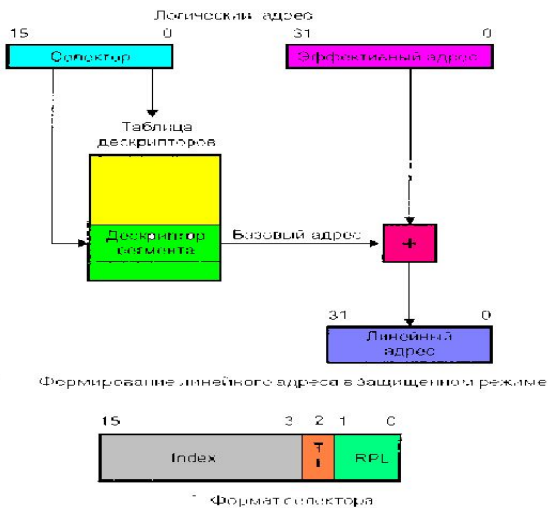 Логический адрес
15 0 31 0
Селектор Эффективный адрес
Таблица
дескрипторов
Дескриптор
сегмента
Базовый адрес
+
31 0
Линейный
адрес
Формирование линейного адреса в защищенном режиме
15 3 2 1 0
Index TI RPL
Формат селектора